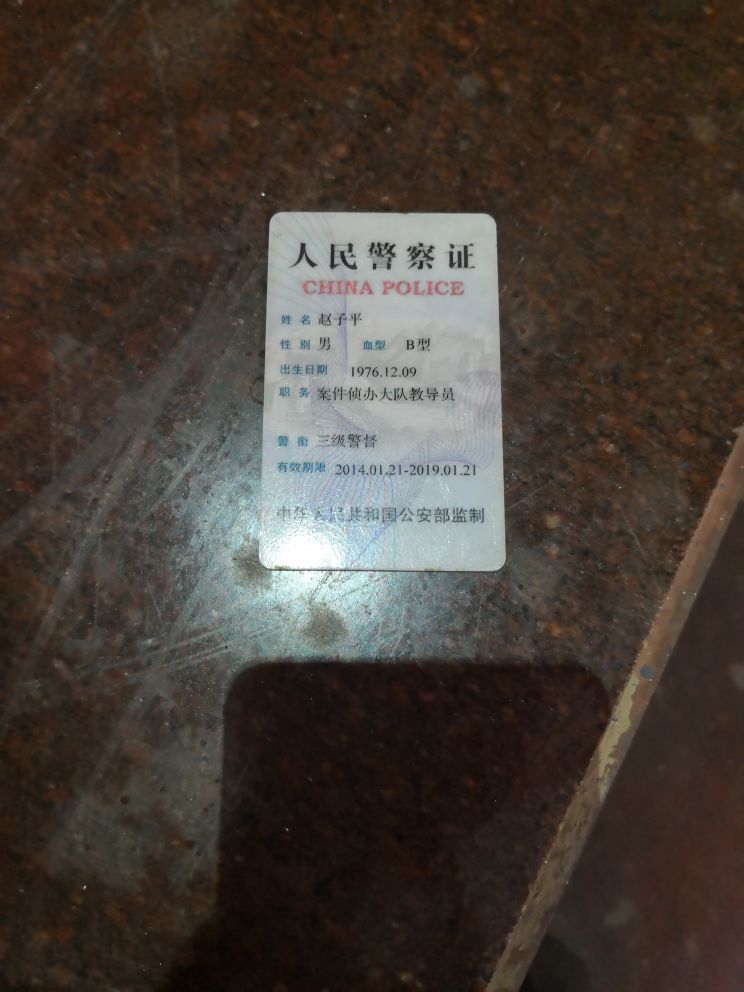 人民警察证
CHINA POLICE
姓名 赵子平
性别 男 血型 B型
出生日期 1976.12.09
职务 案件侦办大队教导员
警衔 三级警督
有效期限 2014.01.21-2019.01.21
中华人民共和国公安部监制